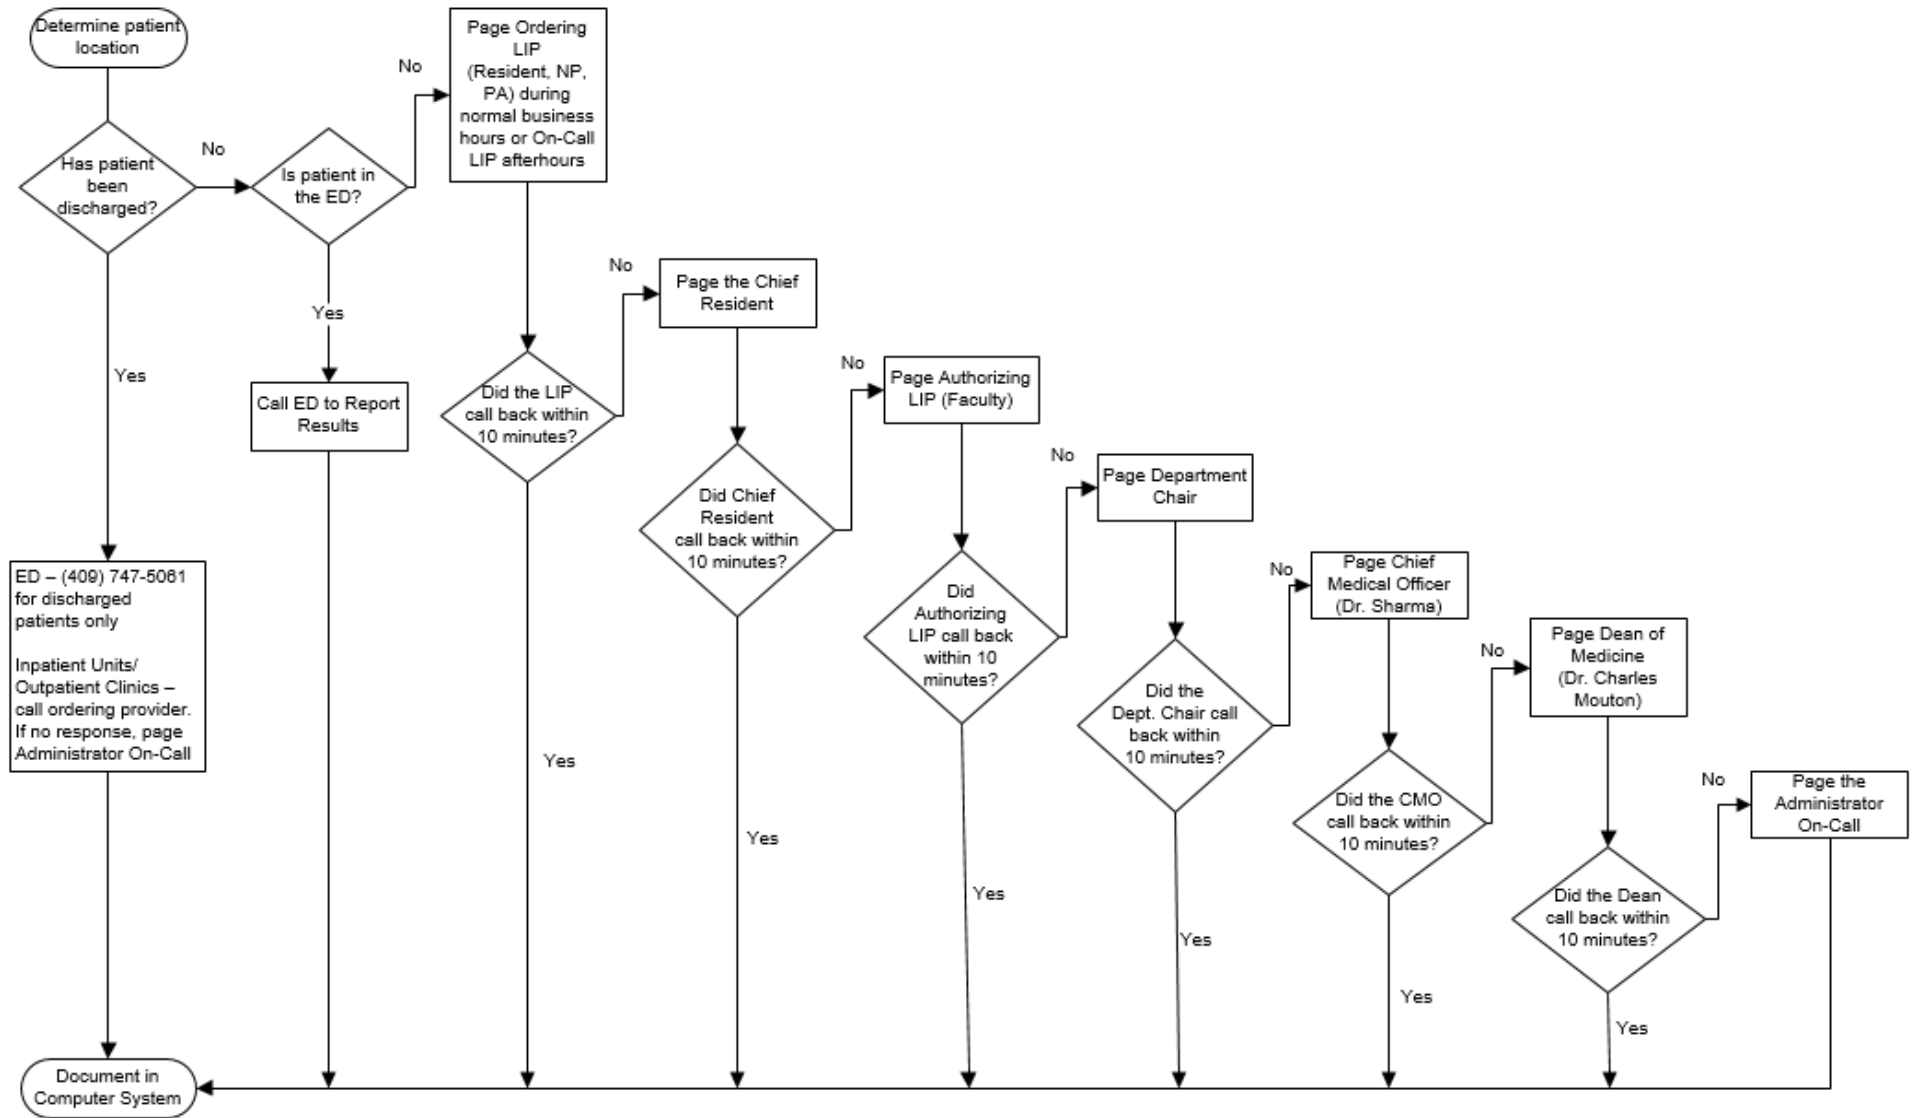 Determine patient
location
Has patient
been
discharged?
No
Is patient in
the ED?
No
Page Ordering
LIP
(Resident, NP,
PA) during
normal business
hours or On-Call
LIP afterhours
Yes
Yes
Call ED to Report
Results
Did the LIP
call back within
10 minutes?
No
Page the Chief
Resident
Did Chief
Resident
call back within
10 minutes?
No
Page Authorizing
LIP (Faculty)
Did
Authorizing
LIP call back
within 10
minutes?
No
Page Department
Chair
Did the
Dept. Chair call
back within
10 minutes?
No
Page Chief
Medical Officer
(Dr. Sharma)
Did the CMO
call back within
10 minutes?
No
Page Dean of
Medicine
(Dr. Charles
Mouton)
Did the Dean
call back within
10 minutes?
No
Page the
Administrator
On-Call
ED – (409) 747-5081
for discharged
patients only
Inpatient Units/
Outpatient Clinics –
call ordering provider.
If no response, page
Administrator On-Call
Yes
Yes
Yes
Yes
Yes
Yes
Document in
Computer System